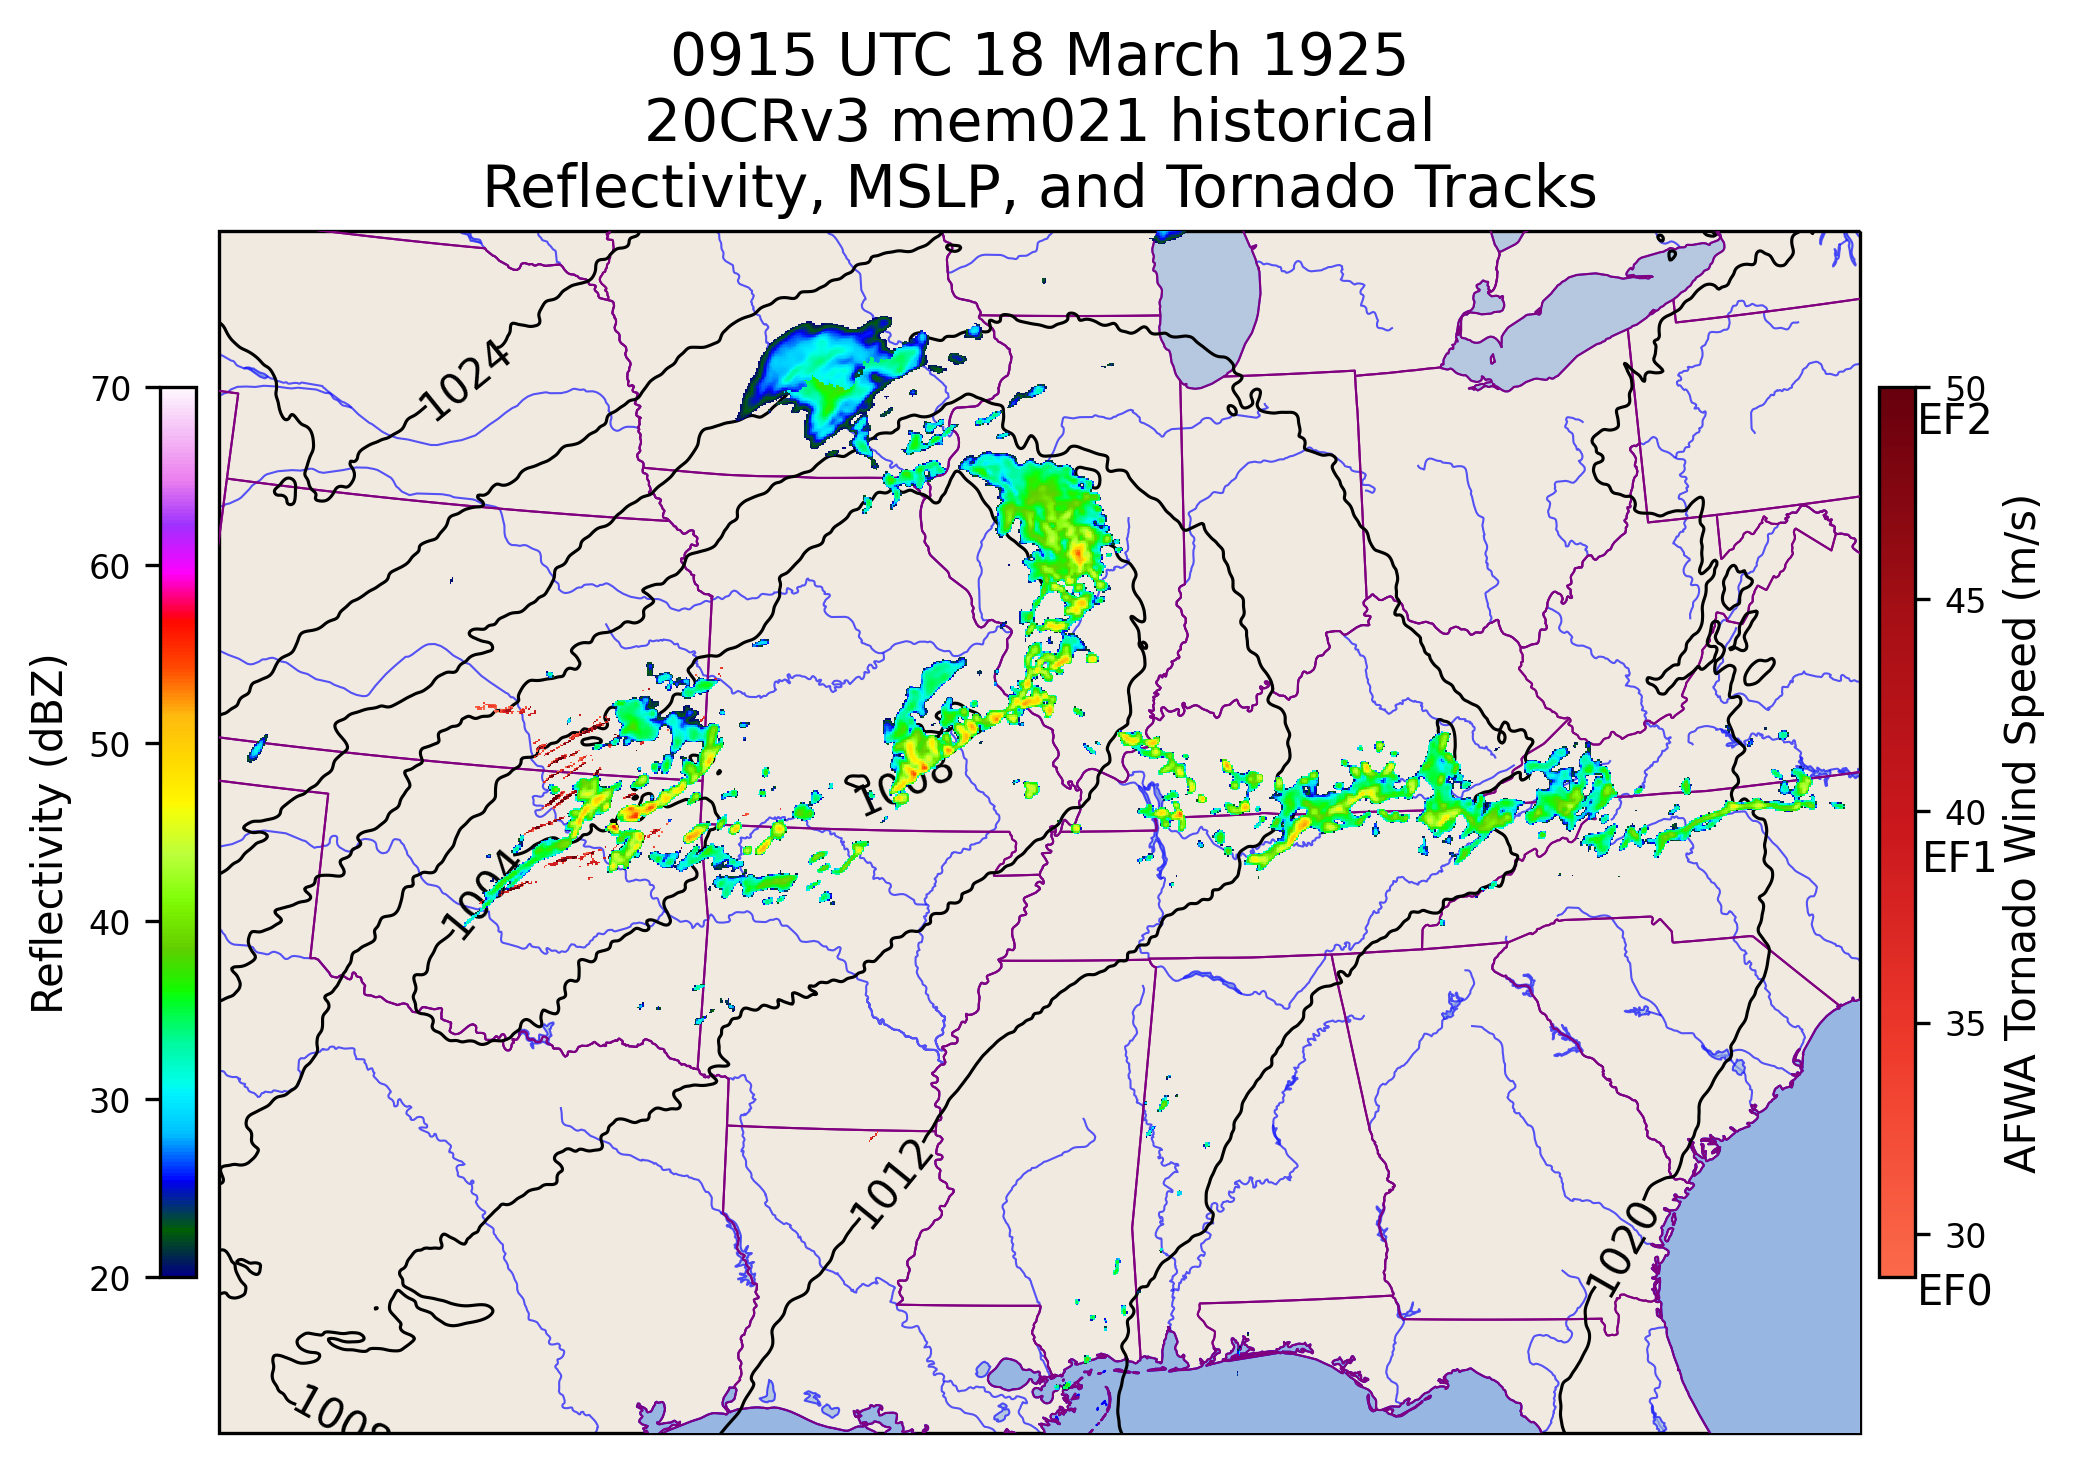 0915 UTC 18 March 1925
20CRv3 mem021 historical
Reflectivity, MSLP, and Tornado Tracks
70
60
50
40
30
20
Reflectivity (dBZ)
1024
1008
1004
1012
1020
1008
50
EF2
45
40
EF1
35
30
EF0
AFWA Tornado Wind Speed (m/s)